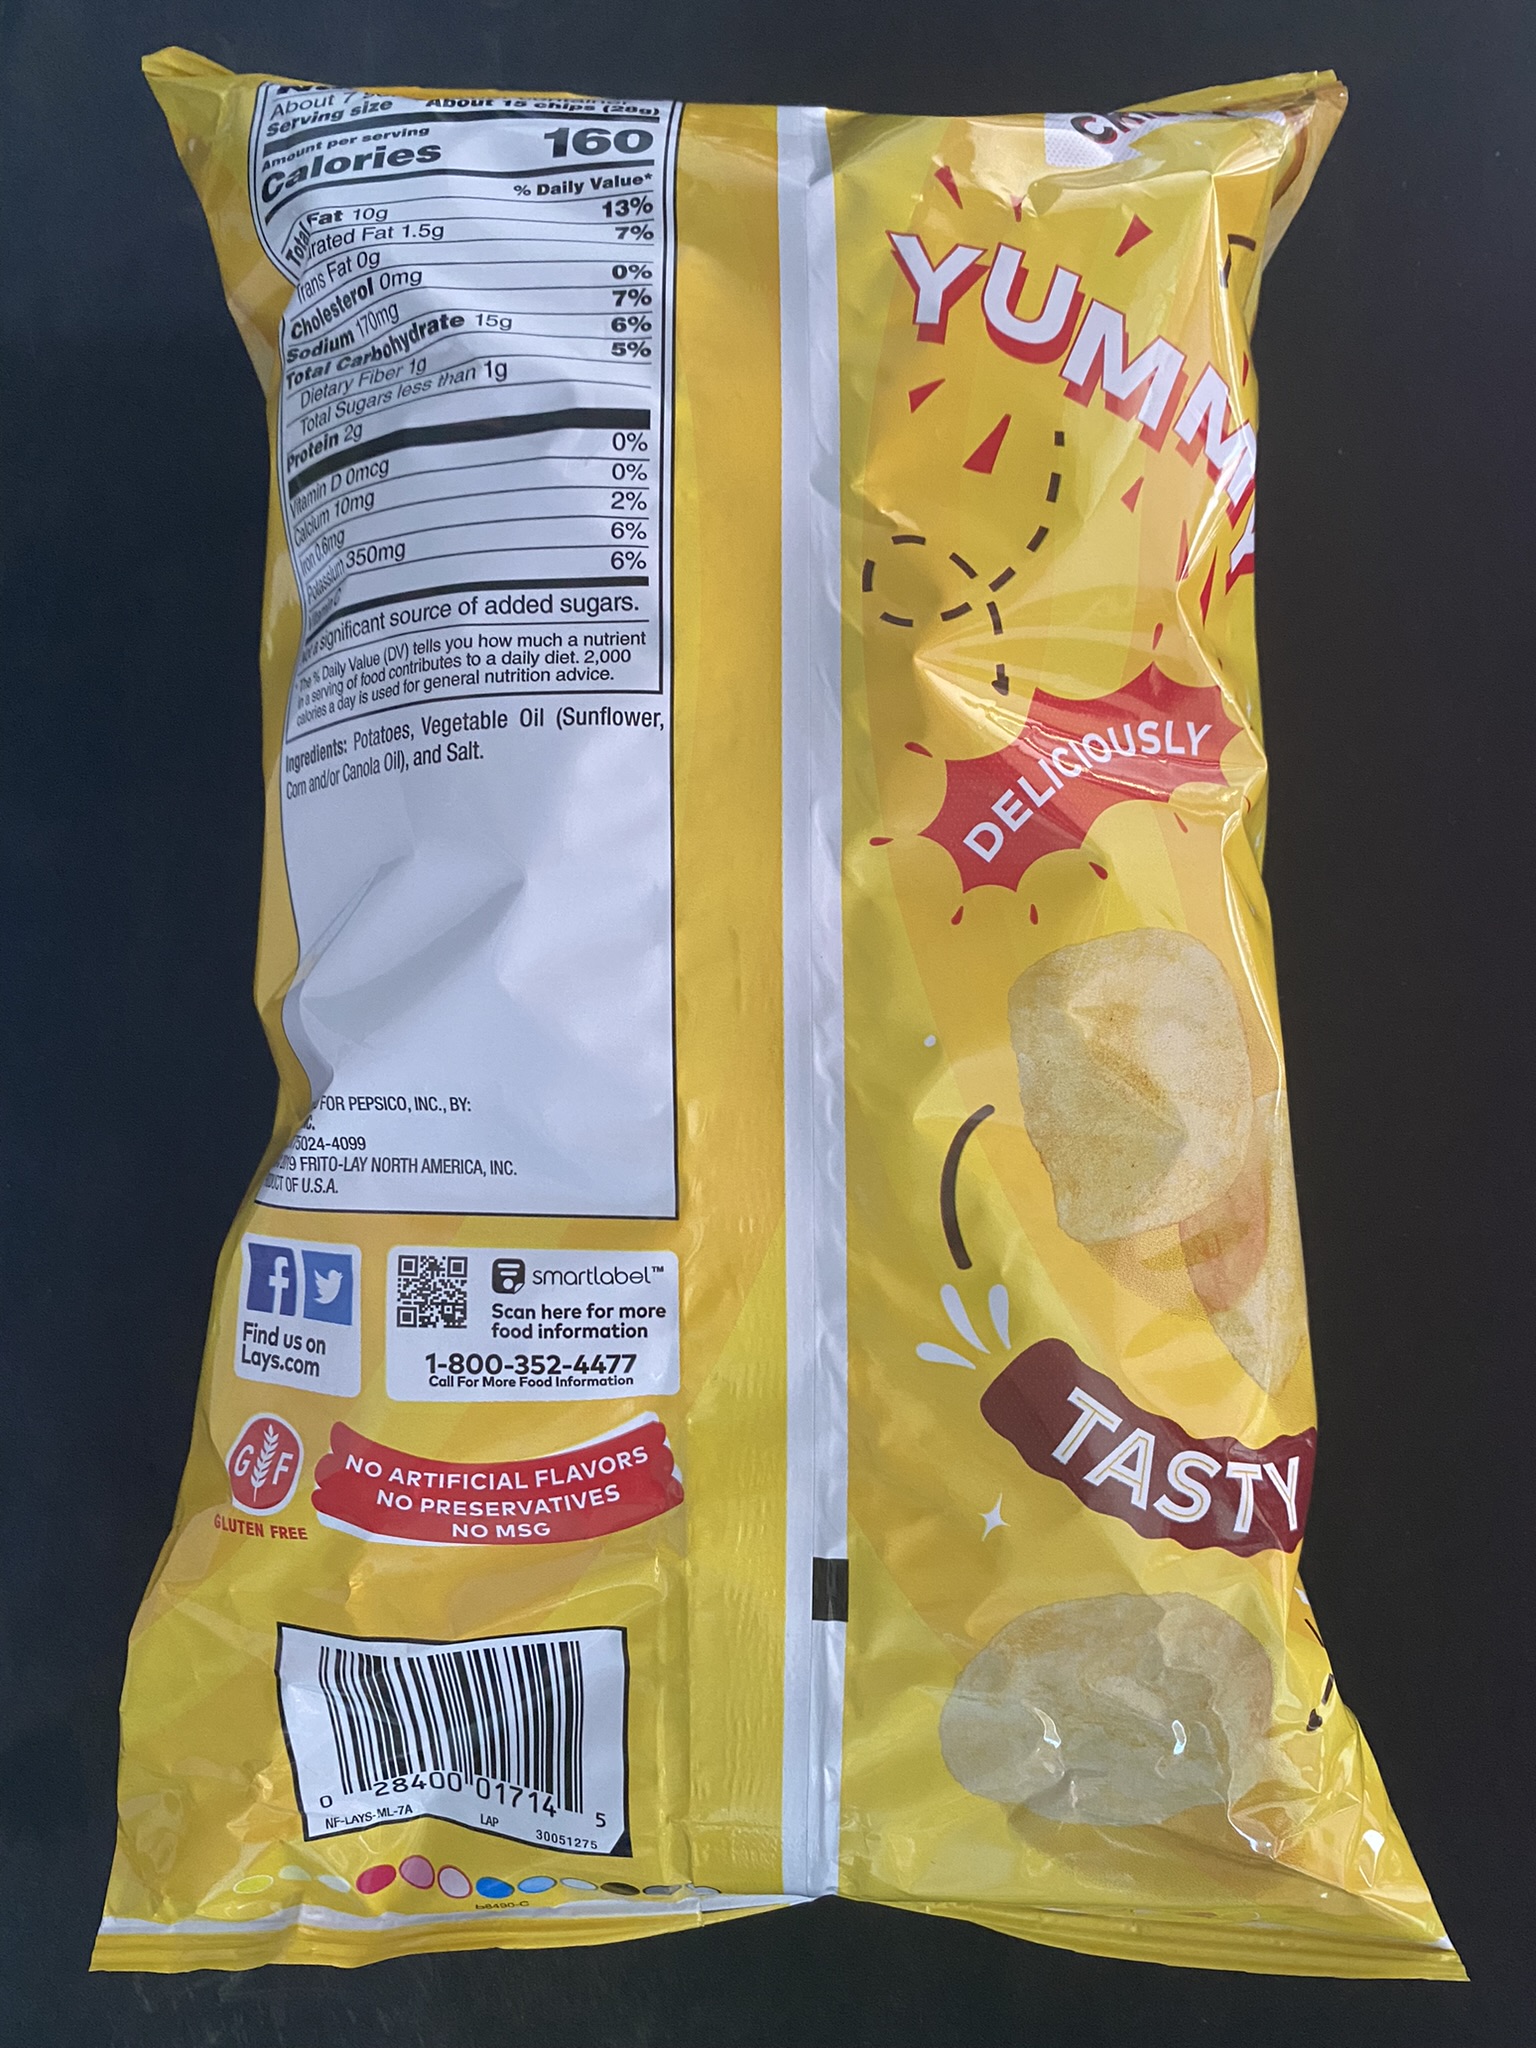 About 7
Serving size About 15 chips (28g)
Amount per serving
Calories 160
% Daily Value*
Total Fat 10g 13%
Fat 1.5g 7%
Trans Fat 0g
Cholesterol 0mg 0%
Sodium 170mg 7%
Total Carbohydrate 15g 6%
Dietary Fiber 1g 5%
Total Sugars less than 1g
Protein 2g
Vitamin D 0mcg 0%
Calcium 10mg 0%
Iron 0.6mg 2%
Potassium 350mg 6%
Vitamin C 6%
Not a significant source of added sugars.
*The % Daily Value (DV) tells you how much a nutrient
in a serving of food contributes to a daily diet. 2,000
calories a day is used for general nutrition advice.
Ingredients: Potatoes, Vegetable Oil (Sunflower,
Corn and/or Canola Oil), and Salt.
FOR PEPSICO, INC., BY:
75024-4099
FRITO-LAY NORTH AMERICA, INC.
OF U.S.A.
Find us on
Lays.com
smartlabel™
Scan here for more
food information
1-800-352-4477
Call For More Food Information
G F
GLUTEN FREE
NO ARTIFICIAL FLAVORS
NO PRESERVATIVES
NO MSG
0 28400 01714 5
NF-LAYS-ML-7A LAP 30051275
b8490-C
YUMMY
DELICIOUSLY
TASTY